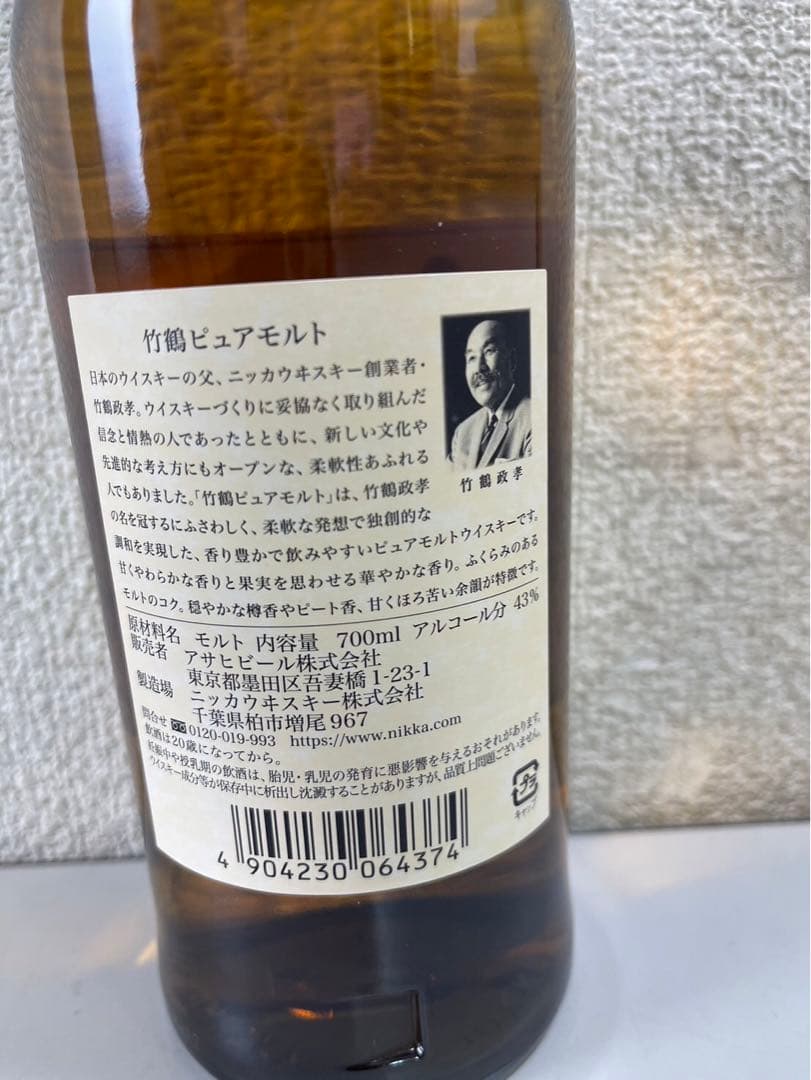 竹鶴ピュアモルト
日本のウイスキーの父、ニッカウヰスキー創業者・
竹鶴政孝。ウイスキーづくりに妥協なく取り組んだ
信念と情熱の人であったとともに、新しい文化や
先進的な考え方にもオープンな、柔軟性あふれる
人でもありました。「竹鶴ピュアモルト」は、竹鶴政孝
の名を冠するにふさわしく、柔軟な発想で独創的な
調和を実現した、香り豊かで飲みやすいピュアモルトウイスキーです。
甘くやわらかな香りと果実を思わせる華やかな香り。ふくらみのある
モルトのコク。穏やかな樽香やピート香、甘くほろ苦い余韻が特徴です。
竹鶴政孝
原材料名 モルト 内容量 700ml アルコール分 43%
販売者 アサヒビール株式会社
東京都墨田区吾妻橋1-23-1
製造場 ニッカウヰスキー株式会社
千葉県柏市増尾967
問合せ 0120-019-993 https://www.nikka.com
飲酒は20歳になってから。
妊娠中や授乳期の飲酒は、胎児・乳児の発育に悪影響を与えるおそれがあります。
ウイスキー成分等が保存中に析出し沈澱することがありますが、品質上問題ございません。
プラ
キャップ
4 904230 064374